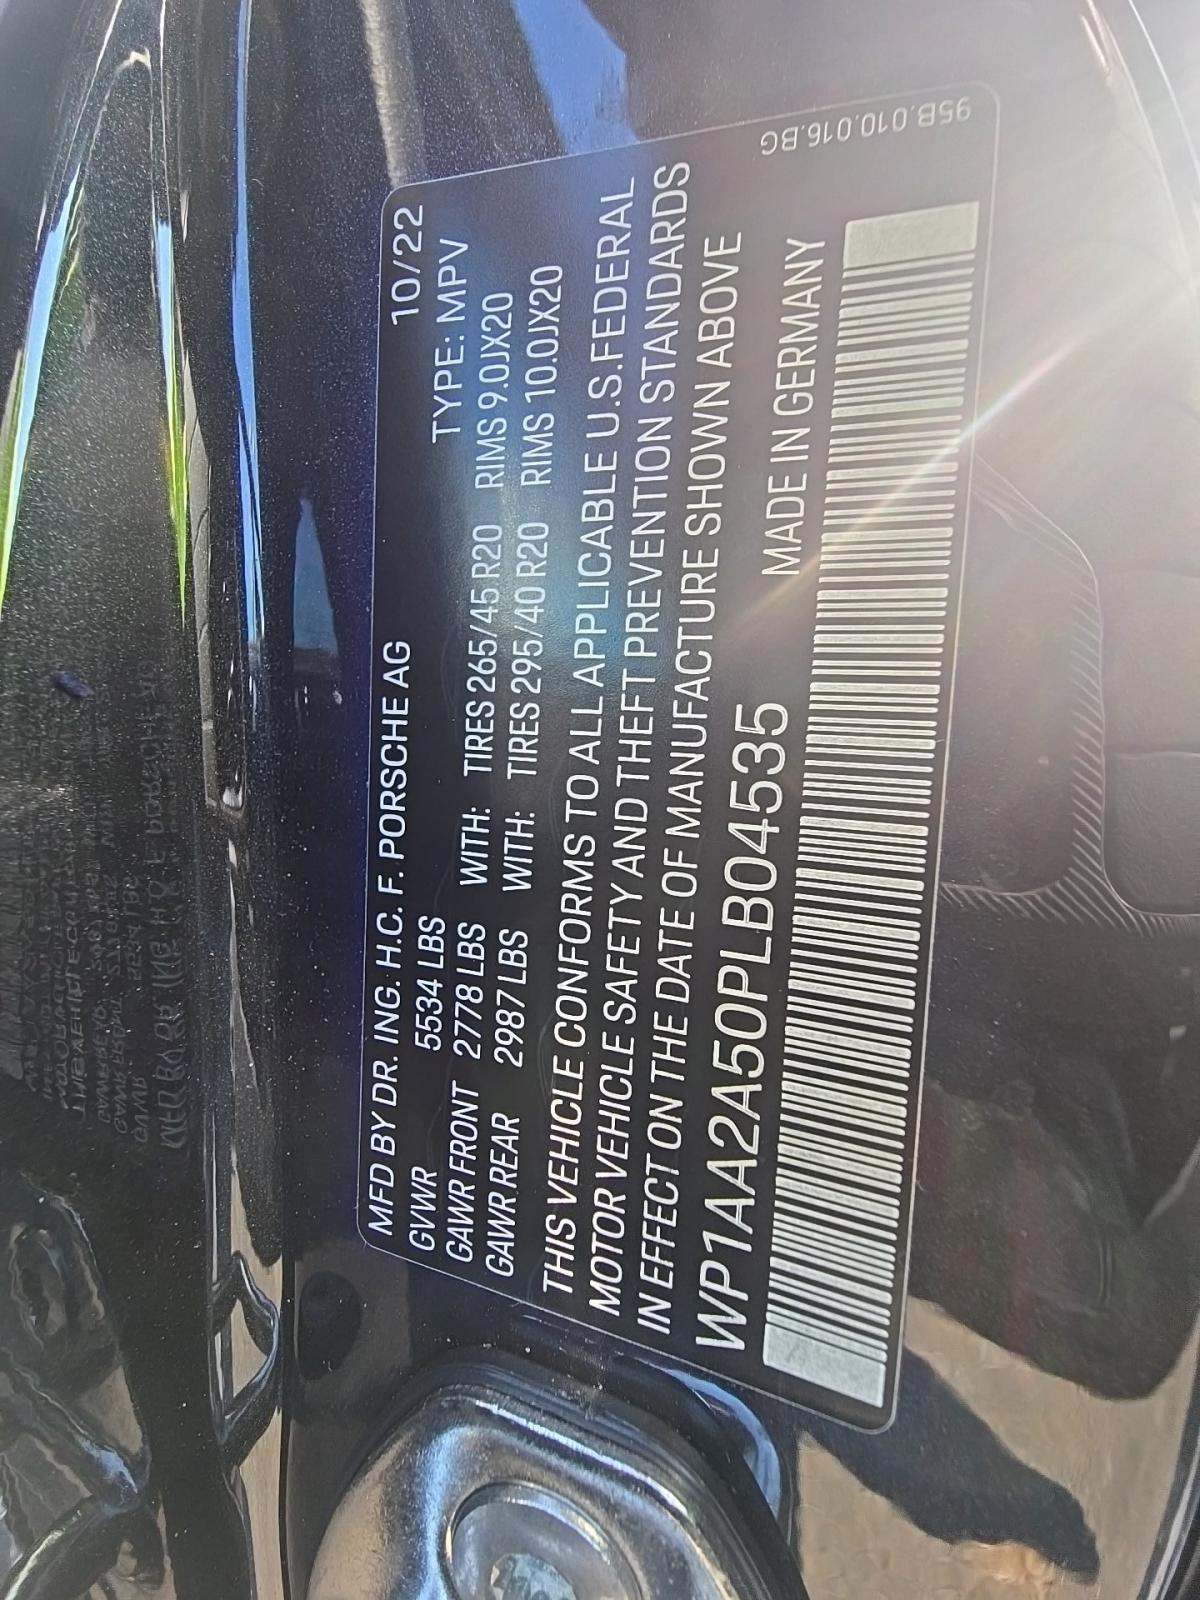 MFD BY DR. ING. H.C. F. PORSCHE AG 10/22
GVWR 5534 LBS TYPE: MPV
GAWR FRONT 2778 LBS WITH: TIRES 265/45 R20 RIMS 9.0JX20
GAWR REAR 2987 LBS WITH: TIRES 295/40 R20 RIMS 10.0JX20
THIS VEHICLE CONFORMS TO ALL APPLICABLE U.S.FEDERAL
MOTOR VEHICLE SAFETY AND THEFT PREVENTION STANDARDS
IN EFFECT ON THE DATE OF MANUFACTURE SHOWN ABOVE
WP1AA2A50PLB04535 MADE IN GERMANY
95B.010.016.BG